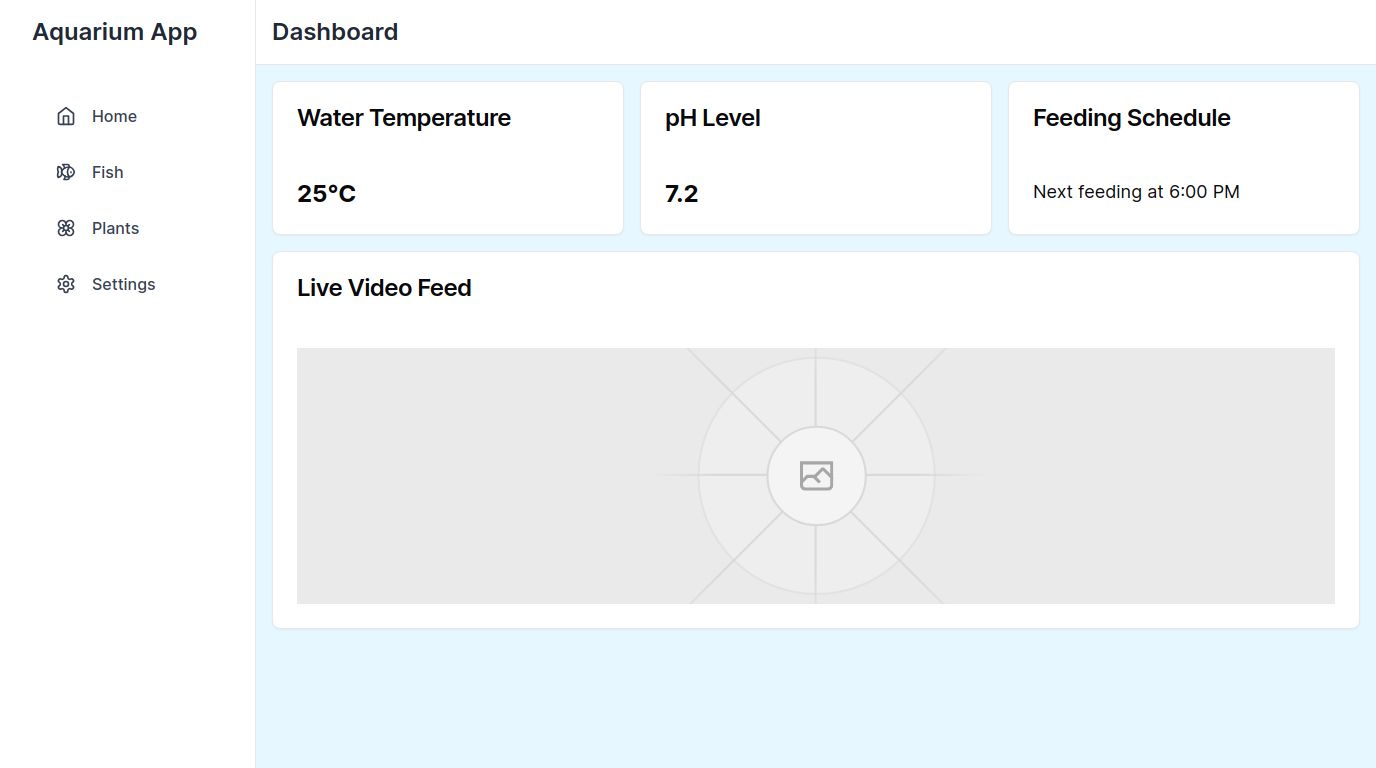 Aquarium App
Home
Fish
Plants
Settings
Dashboard
Water Temperature
25°C
pH Level
7.2
Feeding Schedule
Next feeding at 6:00 PM
Live Video Feed